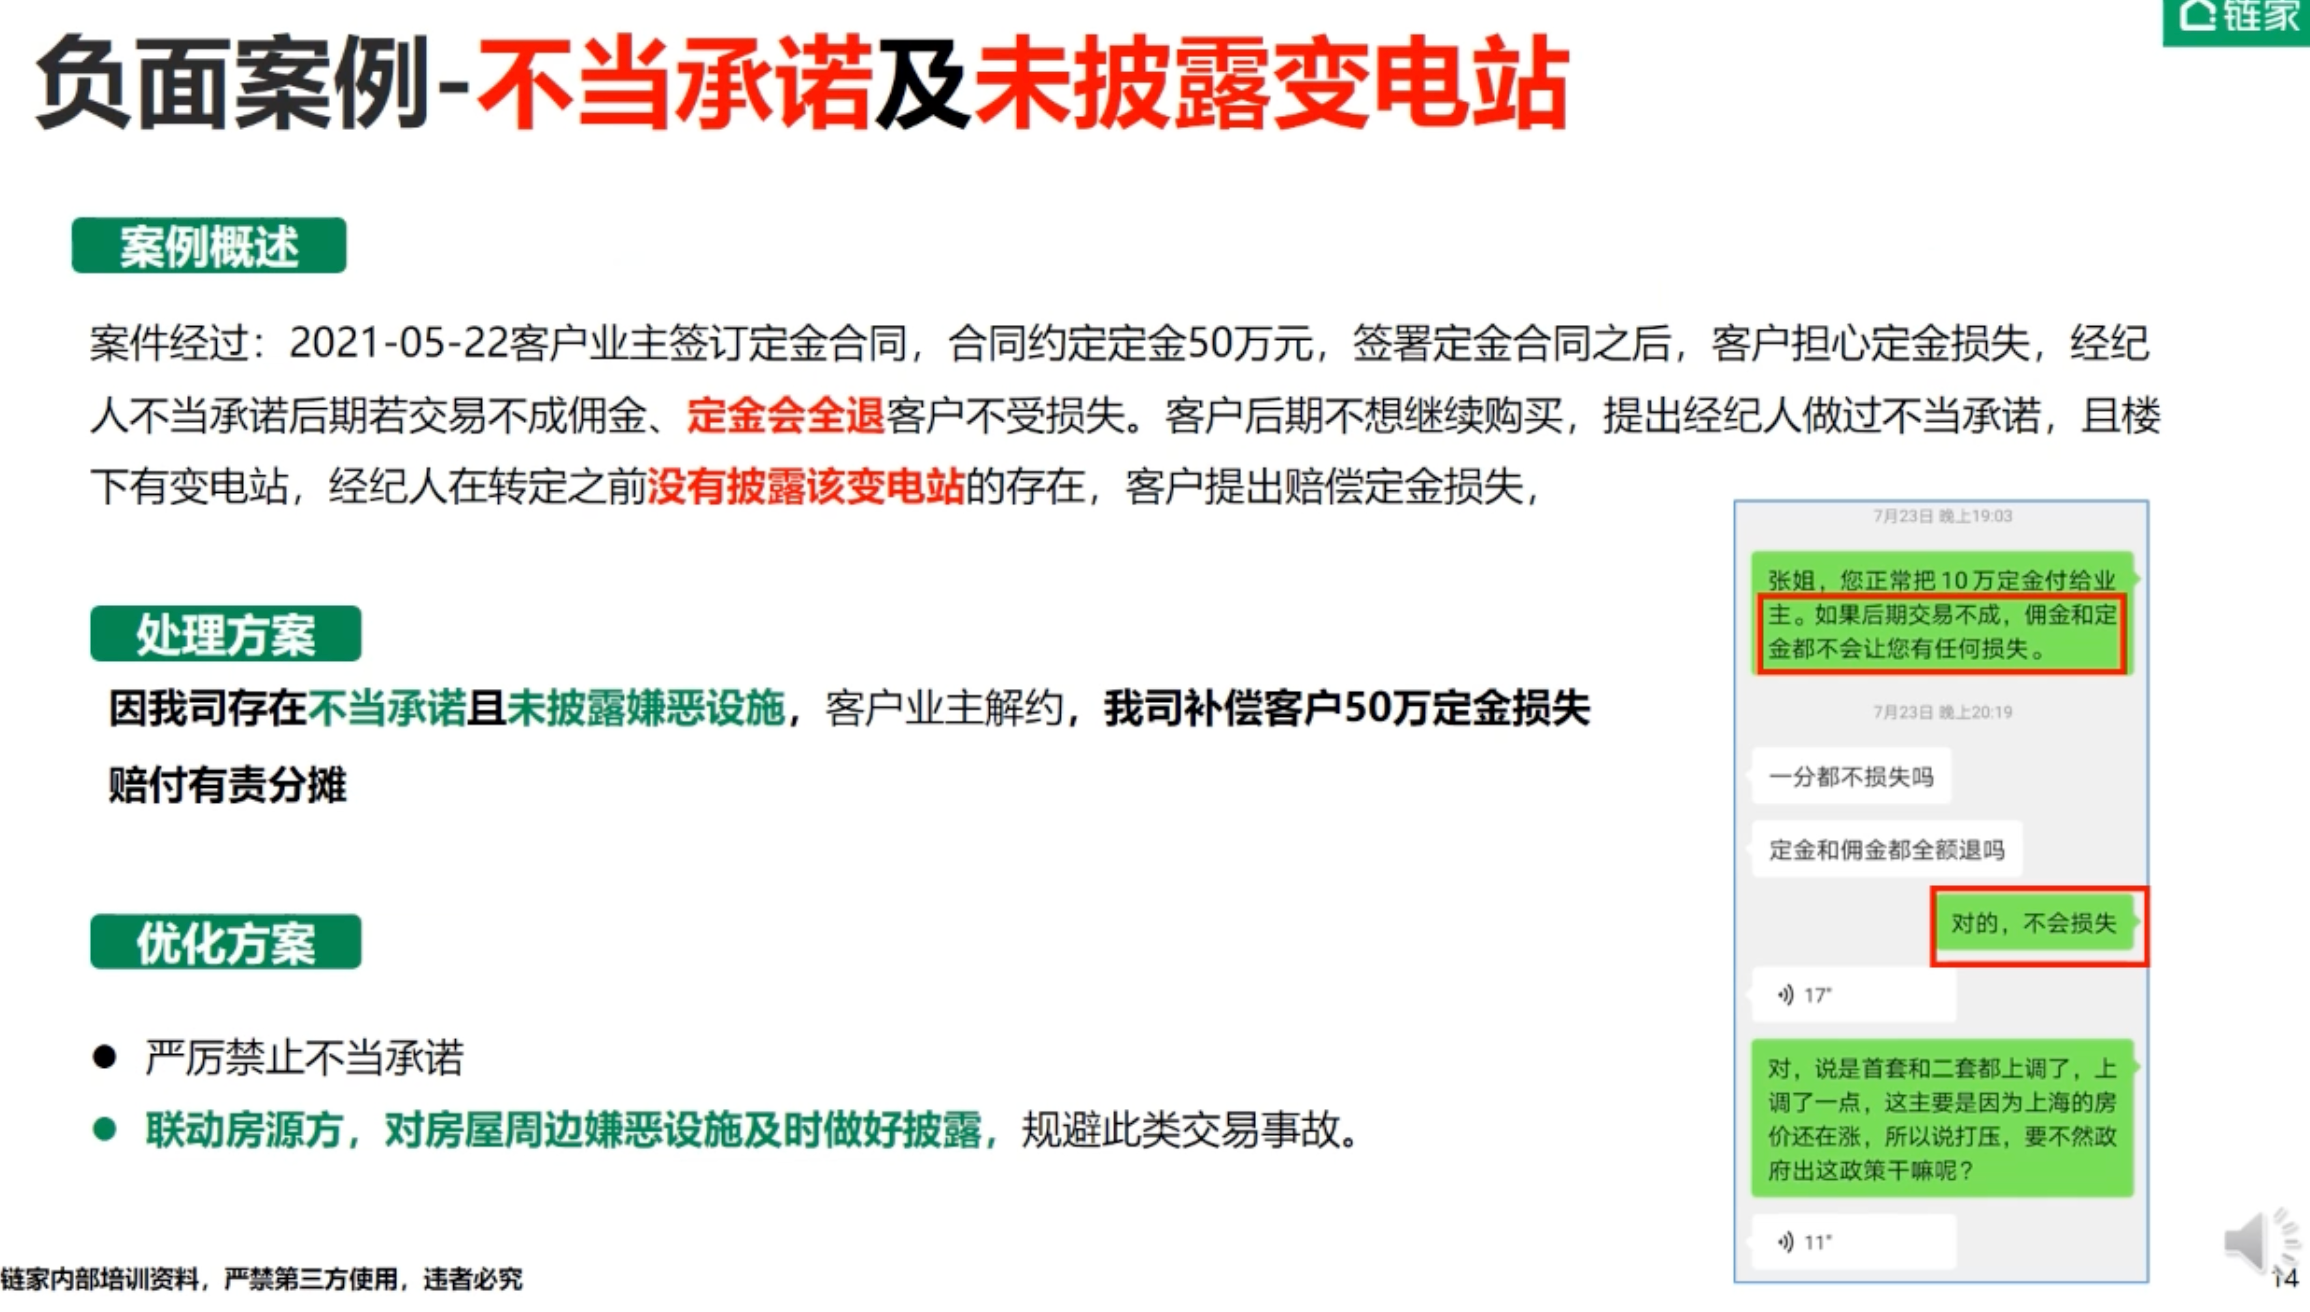 链家
负面案例-不当承诺及未披露变电站
案例概述
案件经过：2021-05-22客户业主签订定金合同，合同约定定金50万元，签署定金合同之后，客户担心定金损失，经纪
人不当承诺后期若交易不成佣金、定金会全退客户不受损失。客户后期不想继续购买，提出经纪人做过不当承诺，且楼
下有变电站，经纪人在转定之前没有披露该变电站的存在，客户提出赔偿定金损失，
处理方案
因我司存在不当承诺且未披露嫌恶设施，客户业主解约，我司补偿客户50万定金损失
赔付有责分摊
优化方案
● 严厉禁止不当承诺
● 联动房源方，对房屋周边嫌恶设施及时做好披露，规避此类交易事故。
7月23日 晚上19:03
张姐，您正常把10万定金付给业
主。如果后期交易不成，佣金和定
金都不会让您有任何损失。
7月23日 晚上20:19
一分都不损失吗
定金和佣金都全额退吗
对的，不会损失
17"
对，说是首套和二套都上调了，上
调了一点，这主要是因为上海的房
价还在涨，所以说打压，要不然政
府出这政策干嘛呢？
11"
链家内部培训资料，严禁第三方使用，违者必究
14